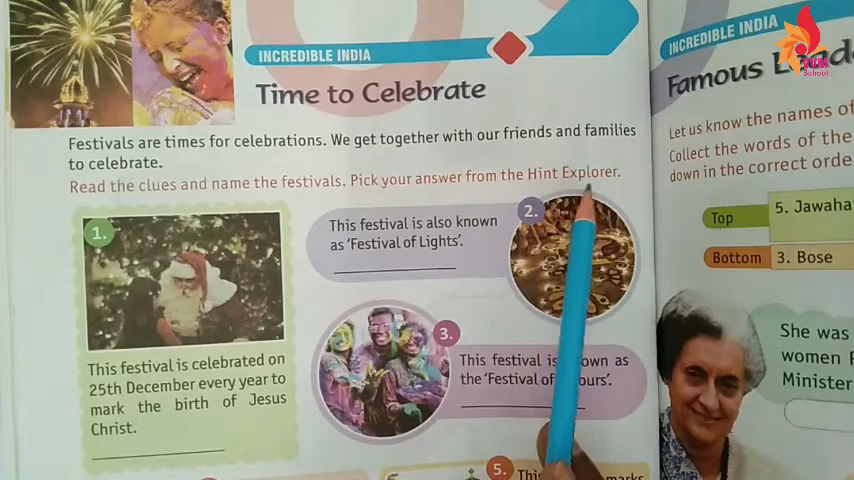 INCREDIBLE INDIA
Time to Celebrate
Festivals are times for celebrations. We get together with our friends and families
to celebrate.
Read the clues and name the festivals. Pick your answer from the Hint Explorer.
1.
This festival is celebrated on
25th December every year to
mark the birth of Jesus
Christ.
2.
This festival is also known
as 'Festival of Lights'.
3.
This festival is known as
the 'Festival of Colours'.
5.
marks
INCREDIBLE INDIA
Famous
Let us know the names of
Collect the words of the
down in the correct orde
Top
5. Jawaha
Bottom
3. Bose
She was
women
Minister
School